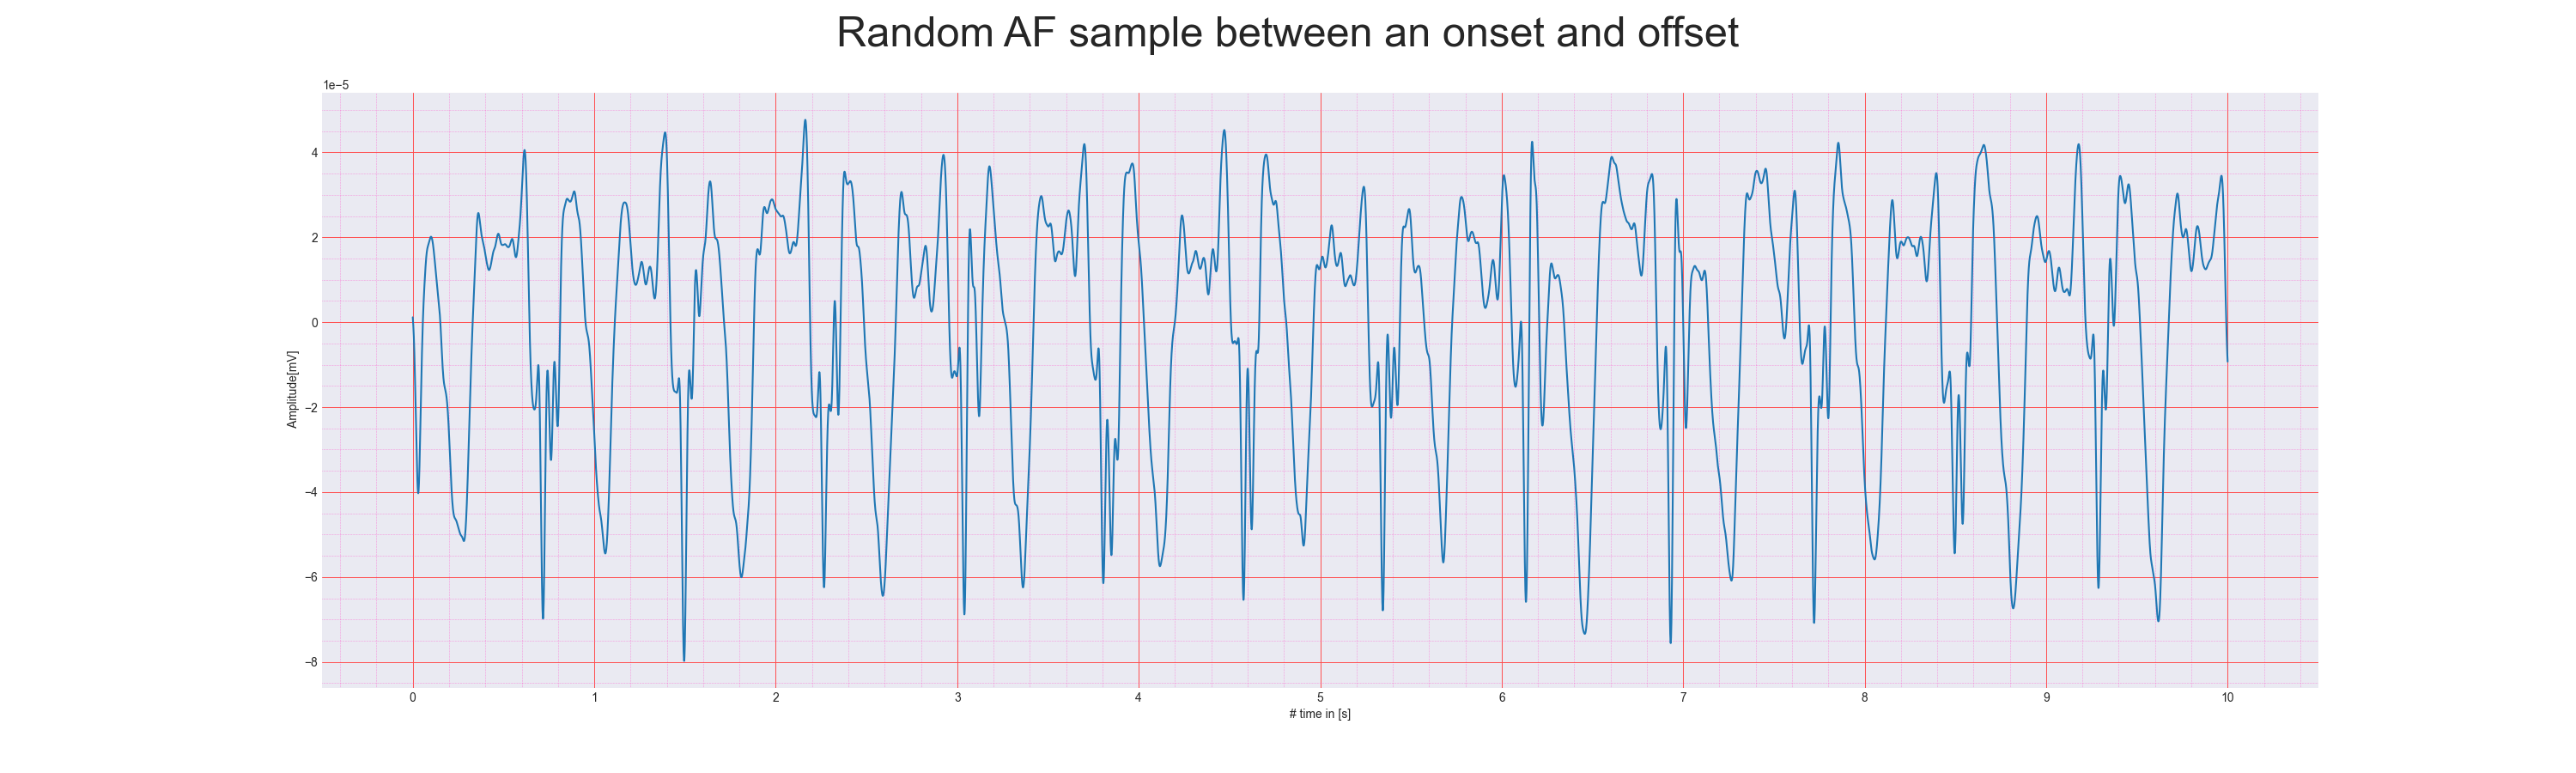 Random AF sample between an onset and offset
1e−5
4
2
0
−2
−4
−6
−8
Amplitude[mV]
0 1 2 3 4 5 6 7 8 9 10
# time in [s]